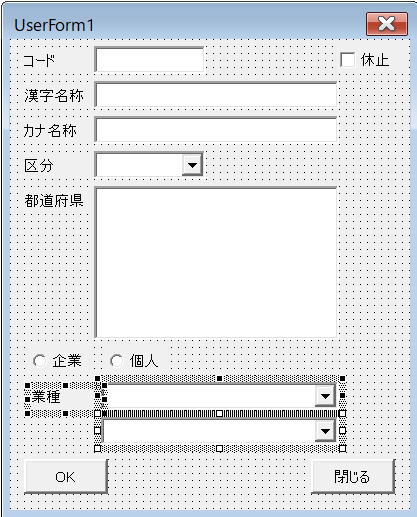 UserForm1
コード
休止
漢字名称
カナ名称
区分
都道府県
企業 個人
業種
OK 閉じる